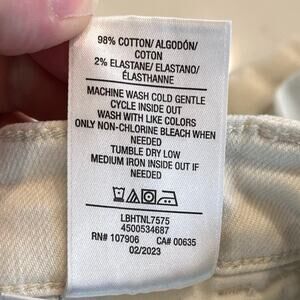 98% COTTON/ ALGODÓN/
COTON
2% ELASTANE/ ELASTANO/
ÉLASTHANNE
MACHINE WASH COLD GENTLE
CYCLE INSIDE OUT
WASH WITH LIKE COLORS
ONLY NON-CHLORINE BLEACH WHEN
NEEDED
TUMBLE DRY LOW
MEDIUM IRON INSIDE OUT IF
NEEDED
LBHTNL7575
4500534687
RN# 107906 CA# 00635
02/2023